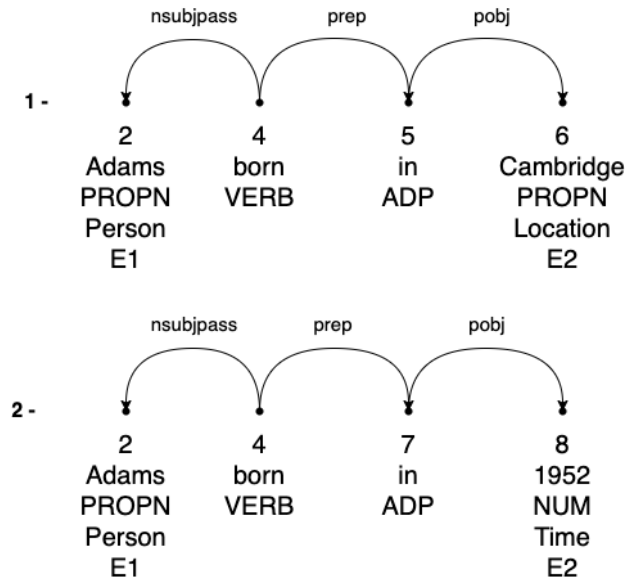 nsubjpass prep pobj
1 -
2 4 5 6
Adams born in Cambridge
PROPN VERB ADP PROPN
Person Location
E1 E2
nsubjpass prep pobj
2 -
2 4 7 8
Adams born in 1952
PROPN VERB ADP NUM
Person Time
E1 E2